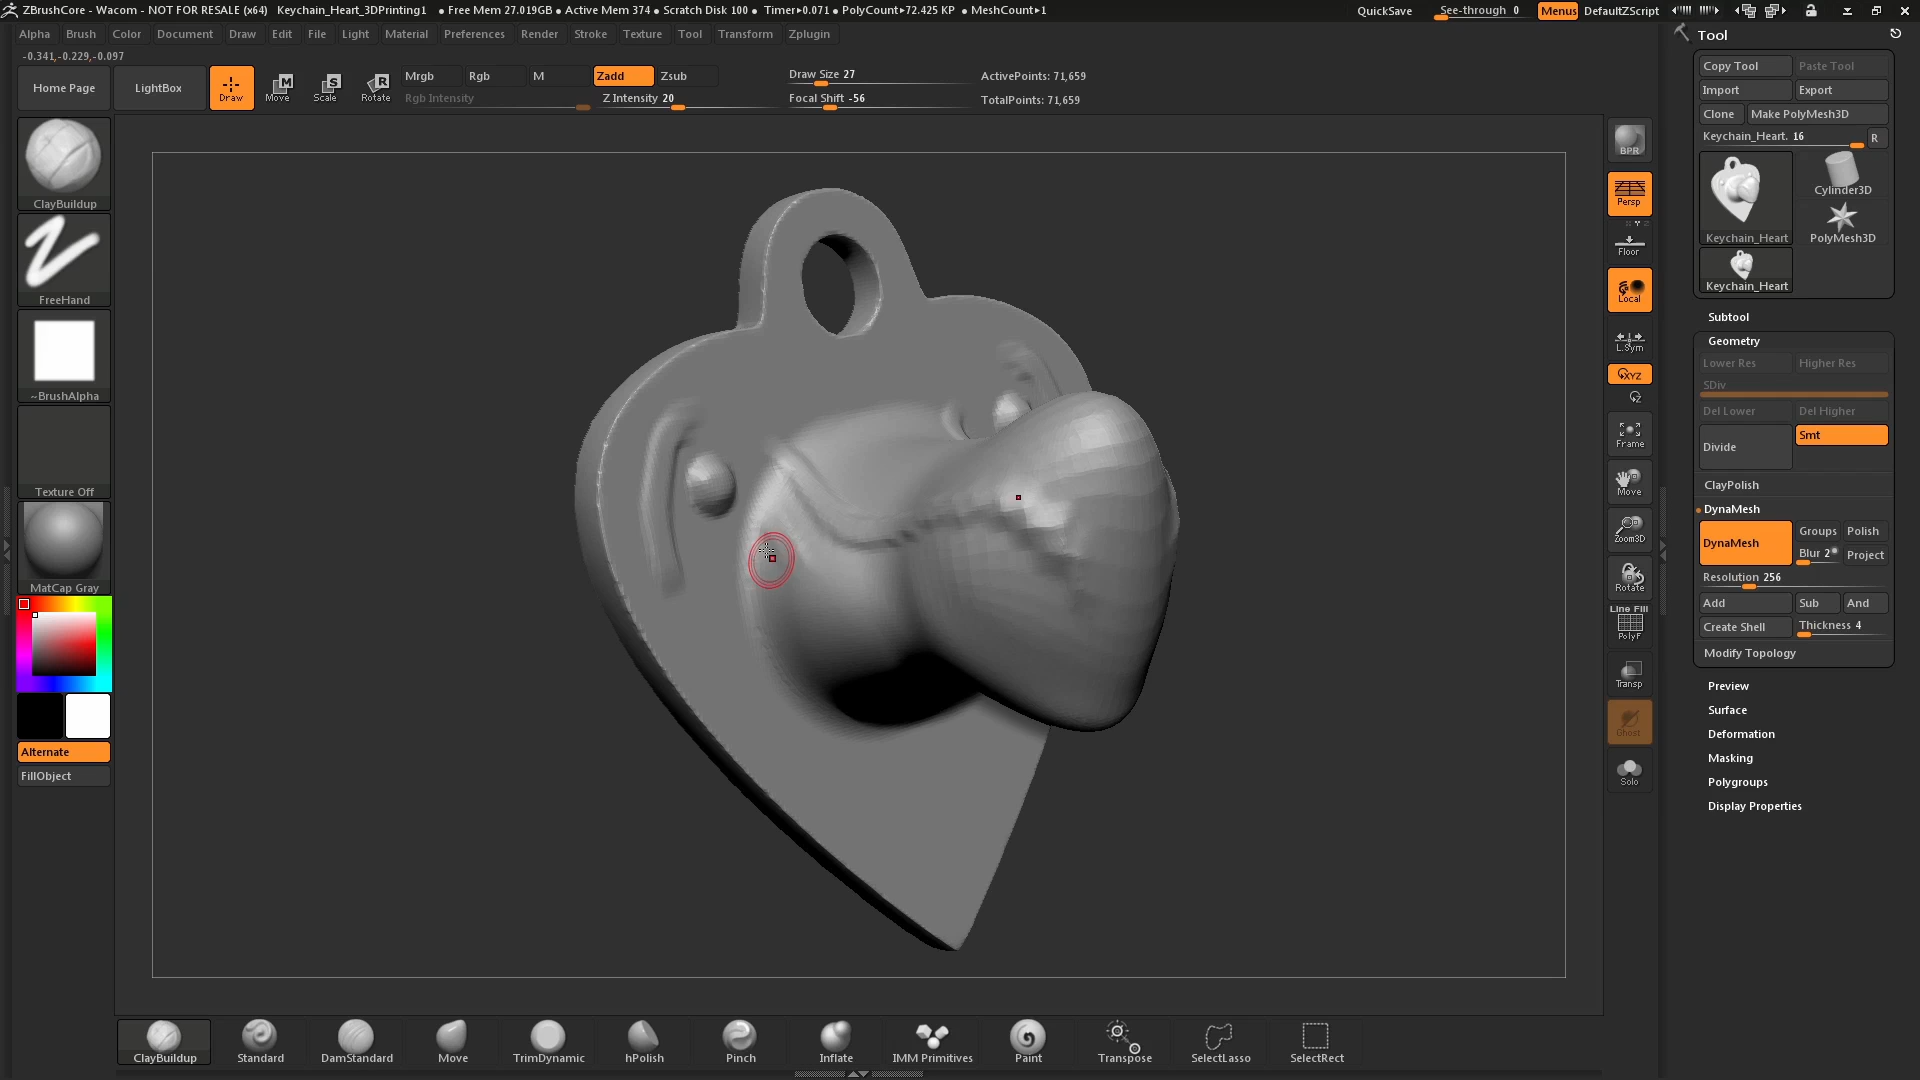 ZBrushCore - Wacom - NOT FOR RESALE (x64) Keychain_Heart_3DPrinting1 • Free Mem 27.019GB • Active Mem 374 • Scratch Disk 100 • Timer▸0.071 • PolyCount▸72.425 KP • MeshCount▸1 QuickSave See-through 0 Menus DefaultZScript
Alpha Brush Color Document Draw Edit File Light Material Preferences Render Stroke Texture Tool Transform Zplugin
-0.341,-0.229,-0.097
Home Page
LightBox
Draw
Move
Scale
Rotate
Mrgb Rgb M Zadd Zsub
Rgb Intensity Z Intensity 20
Draw Size 27
Focal Shift -56
ActivePoints: 71,659
TotalPoints: 71,659
ClayBuildup
FreeHand
~BrushAlpha
Texture Off
MatCap Gray
Alternate
FillObject
BPR
Persp
Floor
Local
L.Sym
XYZ
Frame
Move
Zoom3D
Rotate
Line Fill
PolyF
Transp
Ghost
Solo
Tool
Copy Tool Paste Tool
Import Export
Clone Make PolyMesh3D
Keychain_Heart. 16 R
Cylinder3D
Keychain_Heart PolyMesh3D
Keychain_Heart
Subtool
Geometry
Lower Res Higher Res
SDiv
Del Lower Del Higher
Divide Smt
ClayPolish
DynaMesh
DynaMesh Groups Polish
Blur 2 Project
Resolution 256
Add Sub And
Create Shell Thickness 4
Modify Topology
Preview
Surface
Deformation
Masking
Polygroups
Display Properties
ClayBuildup Standard DamStandard Move TrimDynamic hPolish Pinch Inflate IMM Primitives Paint Transpose SelectLasso SelectRect